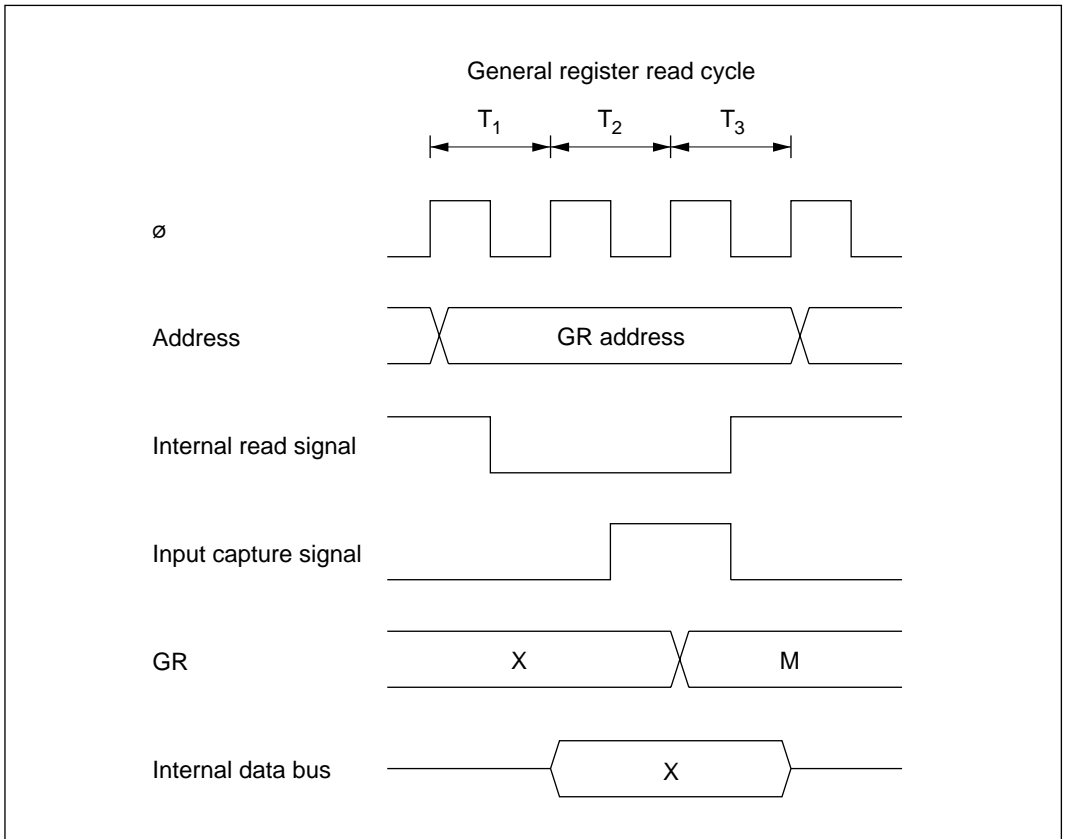 General register read cycle
T1 T2 T3
ø
Address GR address
Internal read signal
Input capture signal
GR X M
Internal data bus X